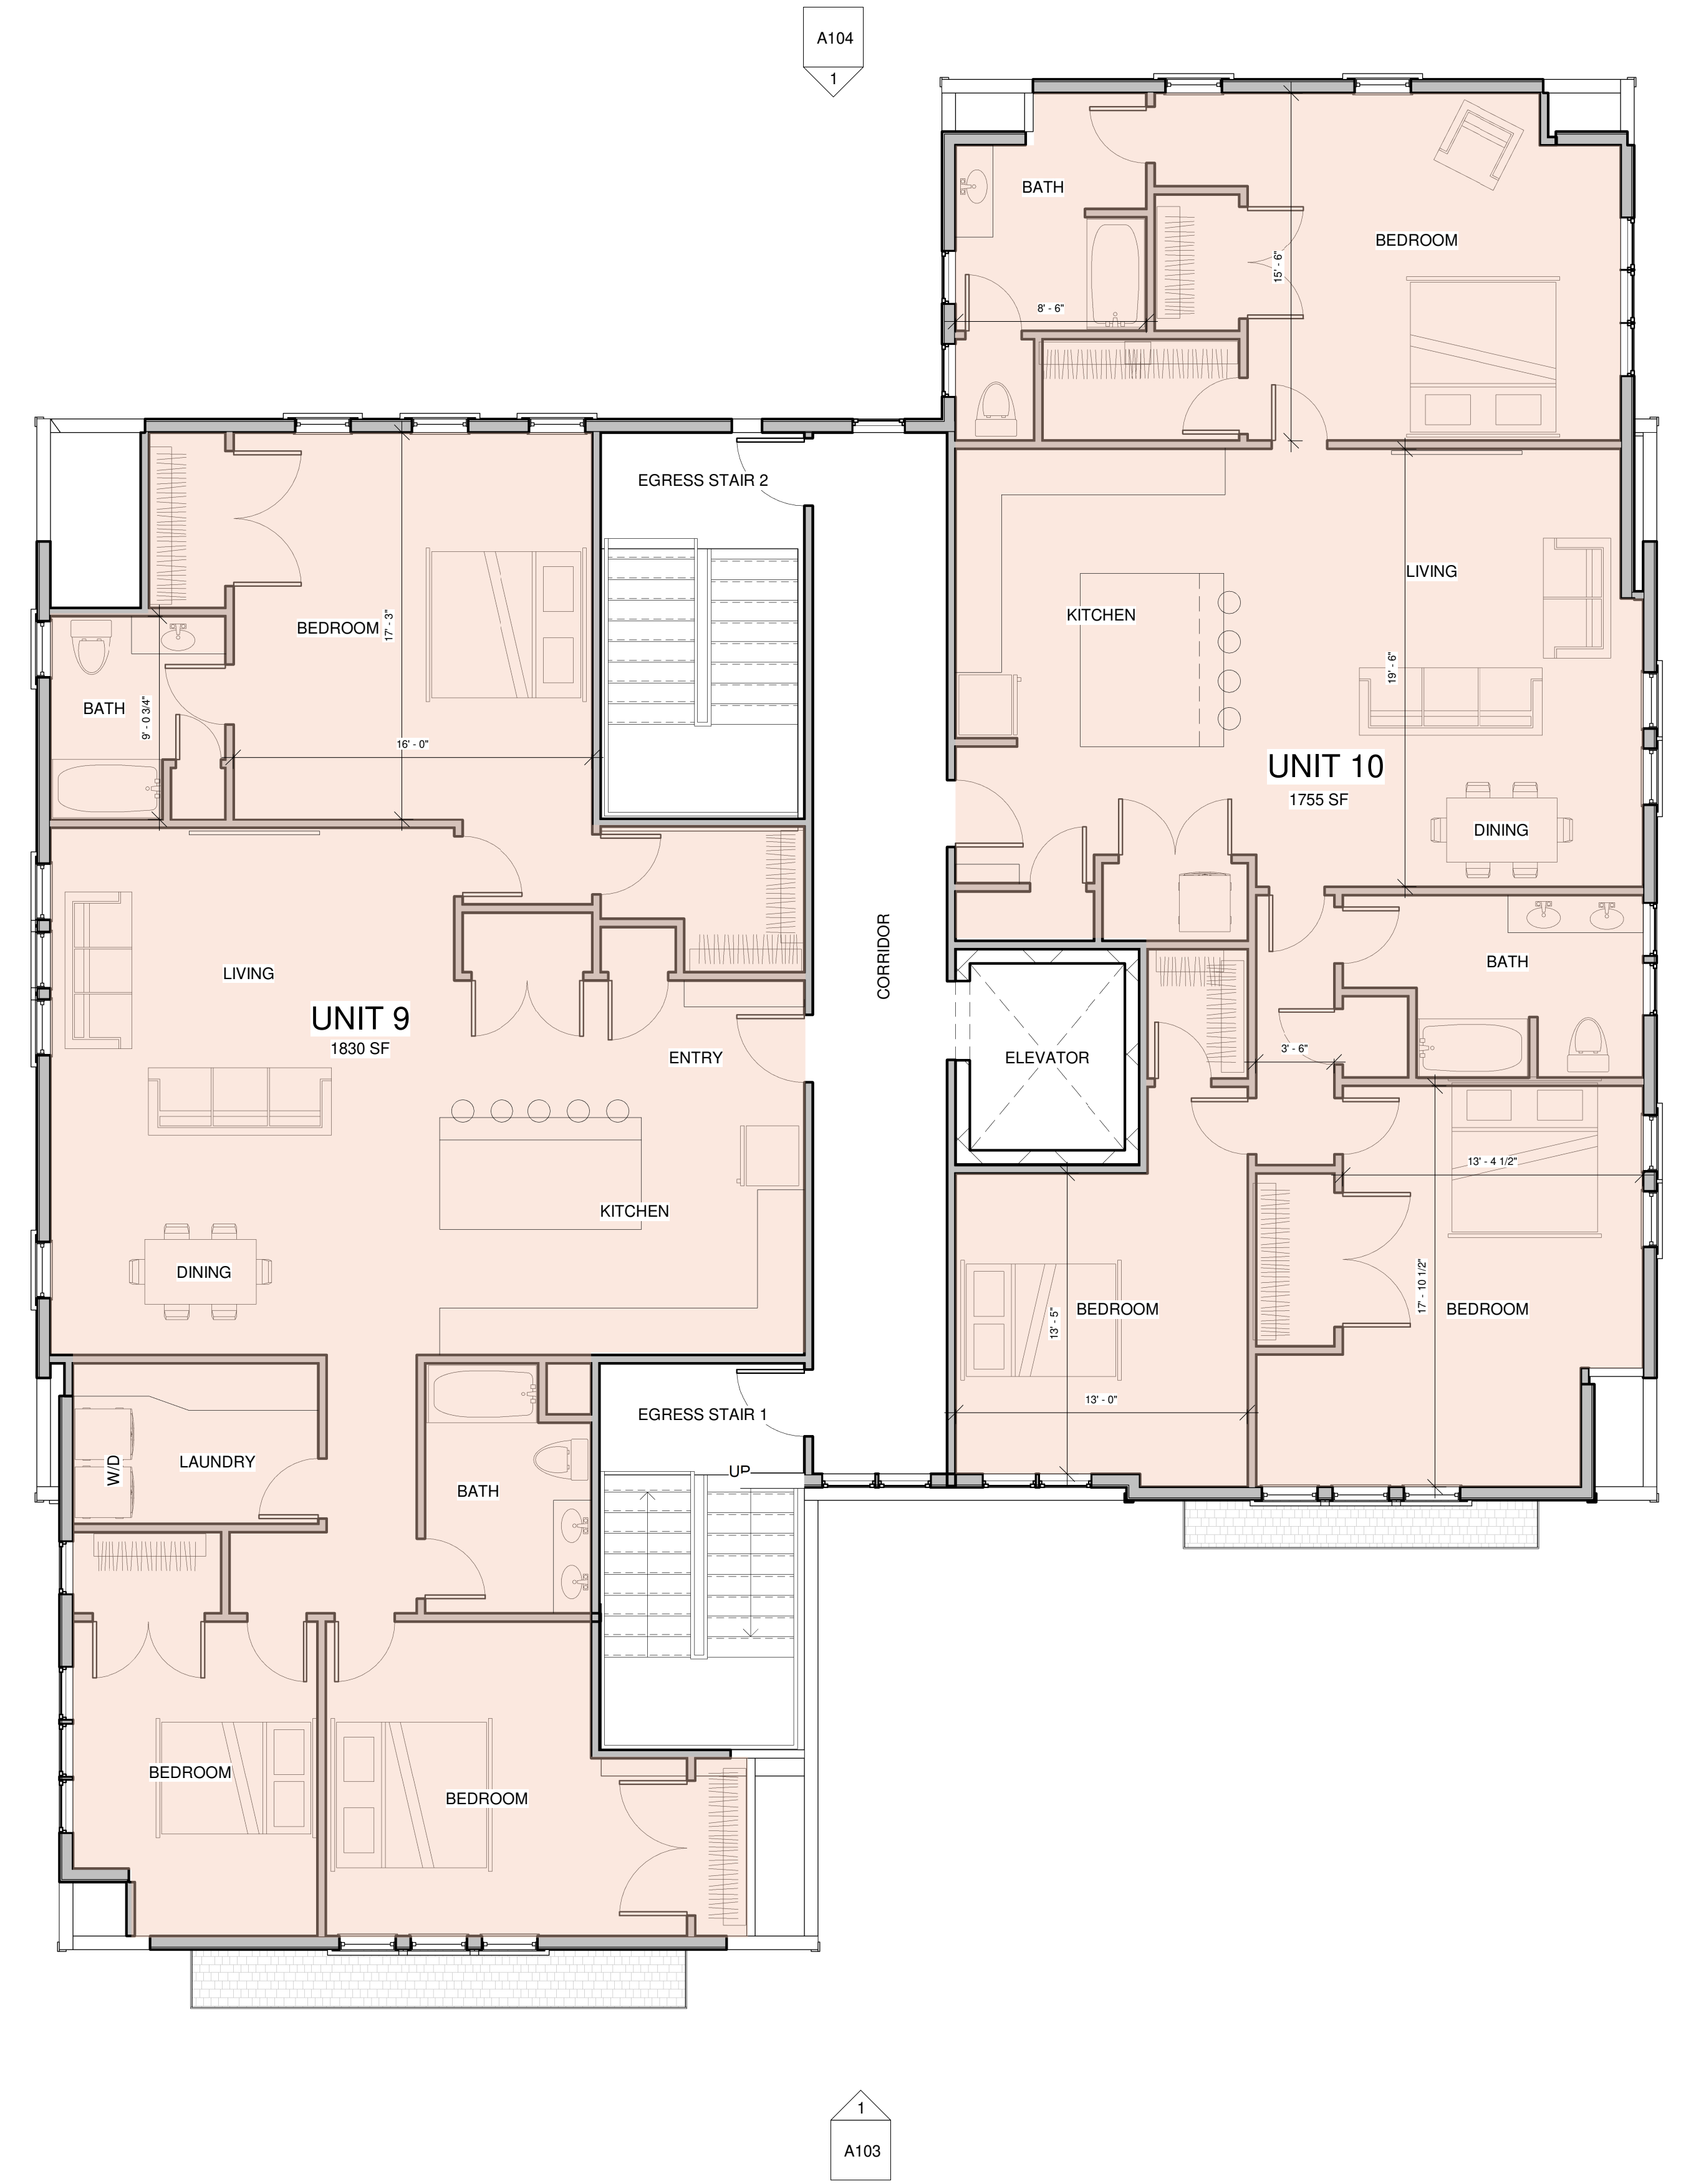 A104
1
BATH
BEDROOM
15' - 6"
8' - 6"
EGRESS STAIR 2
LIVING
KITCHEN
BEDROOM
17' - 3"
19' - 6"
BATH
9' - 0 3/4"
16' - 0"
UNIT 10
1755 SF
DINING
CORRIDOR
LIVING
BATH
UNIT 9
1830 SF
ENTRY
ELEVATOR
3' - 6"
13' - 4 1/2"
KITCHEN
DINING
17' - 10 1/2"
13' - 5"
BEDROOM
BEDROOM
13' - 0"
EGRESS STAIR 1
W/D
LAUNDRY
UP
BATH
BEDROOM
BEDROOM
1
A103